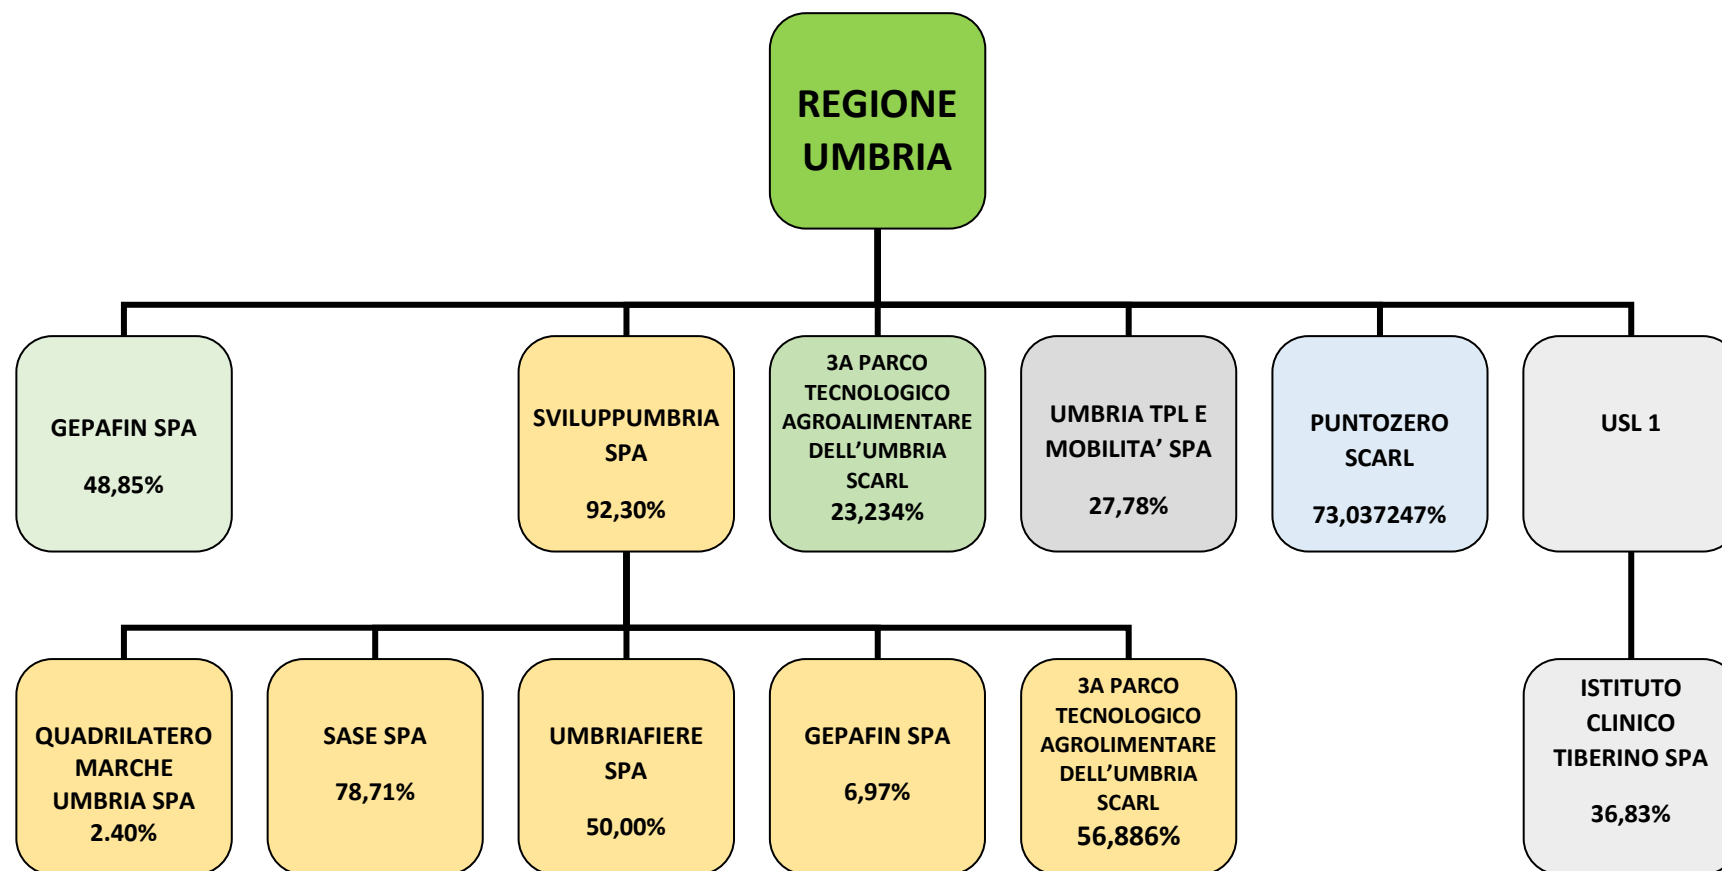 REGIONE
UMBRIA
GEPAFIN SPA
48,85%
SVILUPPUMBRIA
SPA
92,30%
3A PARCO
TECNOLOGICO
AGROALIMENTARE
DELL’UMBRIA
SCARL
23,234%
UMBRIA TPL E
MOBILITA’ SPA
27,78%
PUNTOZERO
SCARL
73,037247%
USL 1
QUADRILATERO
MARCHE
UMBRIA SPA
2.40%
SASE SPA
78,71%
UMBRIAFIERE
SPA
50,00%
GEPAFIN SPA
6,97%
3A PARCO
TECNOLOGICO
AGROLIMENTARE
DELL’UMBRIA
SCARL
56,886%
ISTITUTO
CLINICO
TIBERINO SPA
36,83%